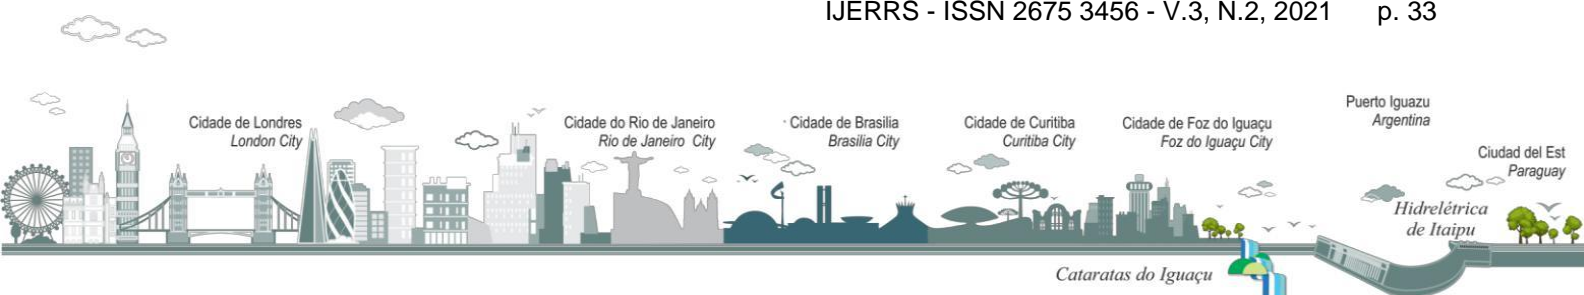 IJERRS - ISSN 2675 3456 - V.3, N.2, 2021 p. 33
Cidade de Londres
London City
Cidade do Rio de Janeiro
Rio de Janeiro City
Cidade de Brasilia
Brasilia City
Cidade de Curitiba
Curitiba City
Cidade de Foz do Iguaçu
Foz do Iguaçu City
Puerto Iguazu
Argentina
Ciudad del Est
Paraguay
Hidrelétrica
de Itaipu
Cataratas do Iguaçu